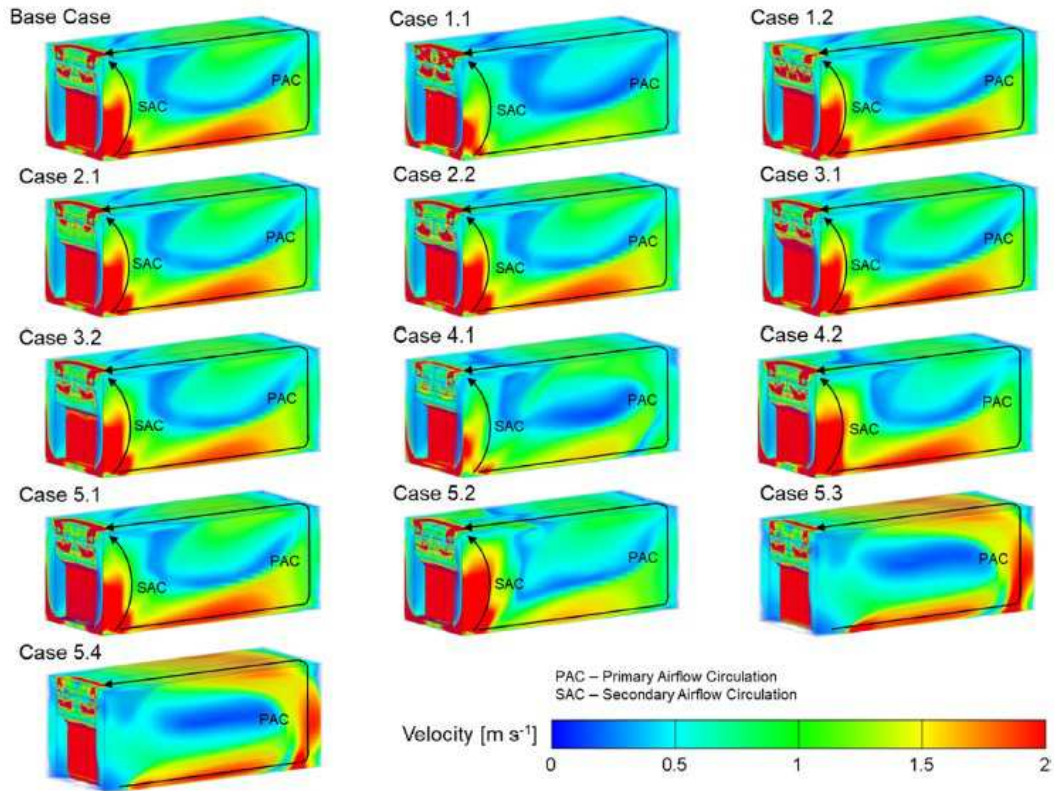 Base Case
Case 1.1
Case 1.2
SAC
PAC
SAC
PAC
SAC
PAC
Case 2.1
Case 2.2
Case 3.1
SAC
PAC
SAC
PAC
SAC
PAC
Case 3.2
Case 4.1
Case 4.2
SAC
PAC
SAC
PAC
SAC
PAC
Case 5.1
Case 5.2
Case 5.3
SAC
PAC
SAC
PAC
PAC
Case 5.4
PAC
PAC – Primary Airflow Circulation
SAC – Secondary Airflow Circulation
Velocity [m s⁻¹]
0 0.5 1 1.5 2